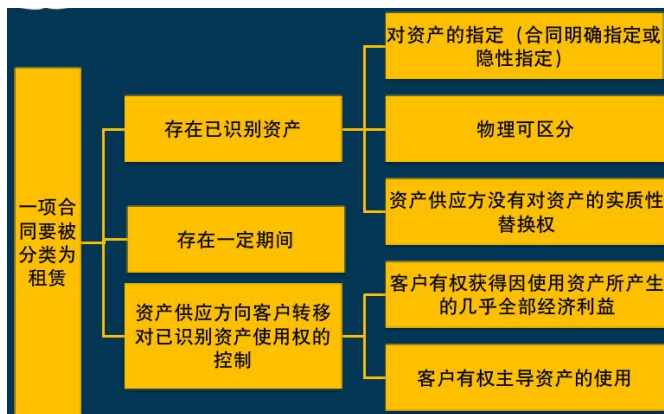 一项合
同要被
分类为
租赁
存在已识别资产
对资产的指定（合同明确指定或
隐性指定）
物理可区分
资产供应方没有对资产的实质性
替换权
存在一定期间
资产供应方向客户转移
对已识别资产使用权的
控制
客户有权获得因使用资产所产生
的几乎全部经济利益
客户有权主导资产的使用